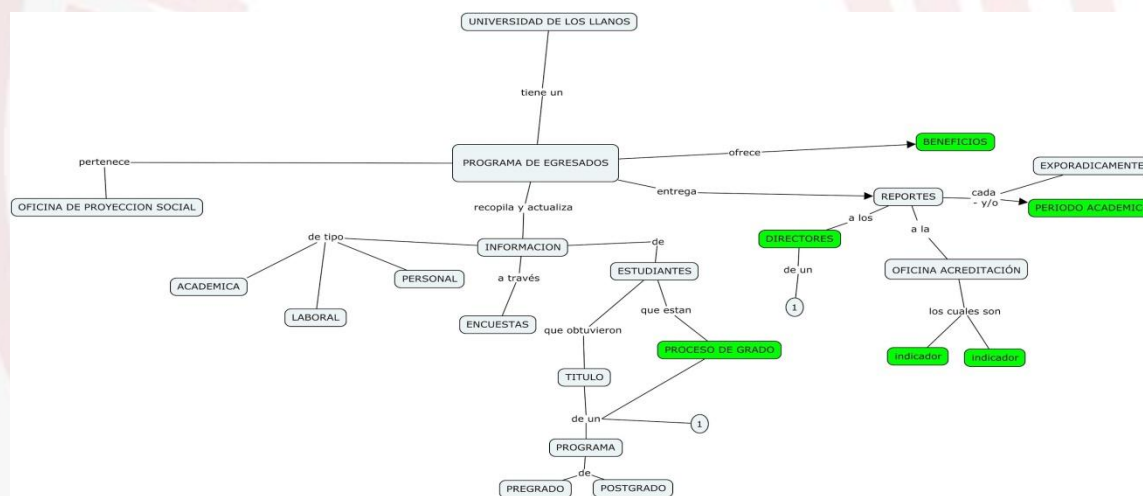 UNIVERSIDAD DE LOS LLANOS
tiene un
PROGRAMA DE EGRESADOS
pertenece
OFICINA DE PROYECCION SOCIAL
ofrece
BENEFICIOS
entrega
REPORTES
cada
- y/o
EXPORADICAMENTE
PERIODO ACADEMIC
a los
DIRECTORES
de un
1
a la
OFICINA ACREDITACIÓN
los cuales son
indicador
indicador
recopila y actualiza
INFORMACION
de tipo
ACADEMICA
LABORAL
PERSONAL
a través
ENCUESTAS
de
ESTUDIANTES
que obtuvieron
TITULO
que estan
PROCESO DE GRADO
de un
1
PROGRAMA
de
PREGRADO
POSTGRADO